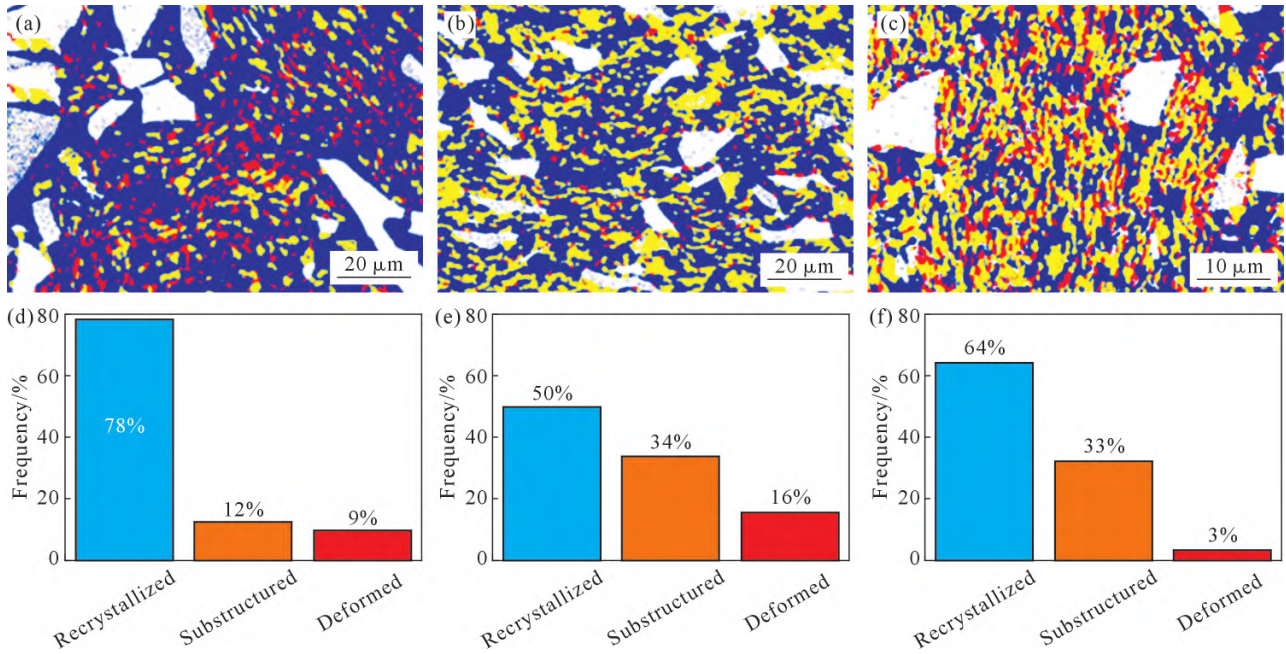 (a)
20 μm
(b)
20 μm
(c)
10 μm
(d)
Frequency/%
80
60
40
20
0
78%
12%
9%
Recrystallized
Substructured
Deformed
(e)
Frequency/%
80
60
40
20
0
50%
34%
16%
Recrystallized
Substructured
Deformed
(f)
Frequency/%
80
60
40
20
0
64%
33%
3%
Recrystallized
Substructured
Deformed